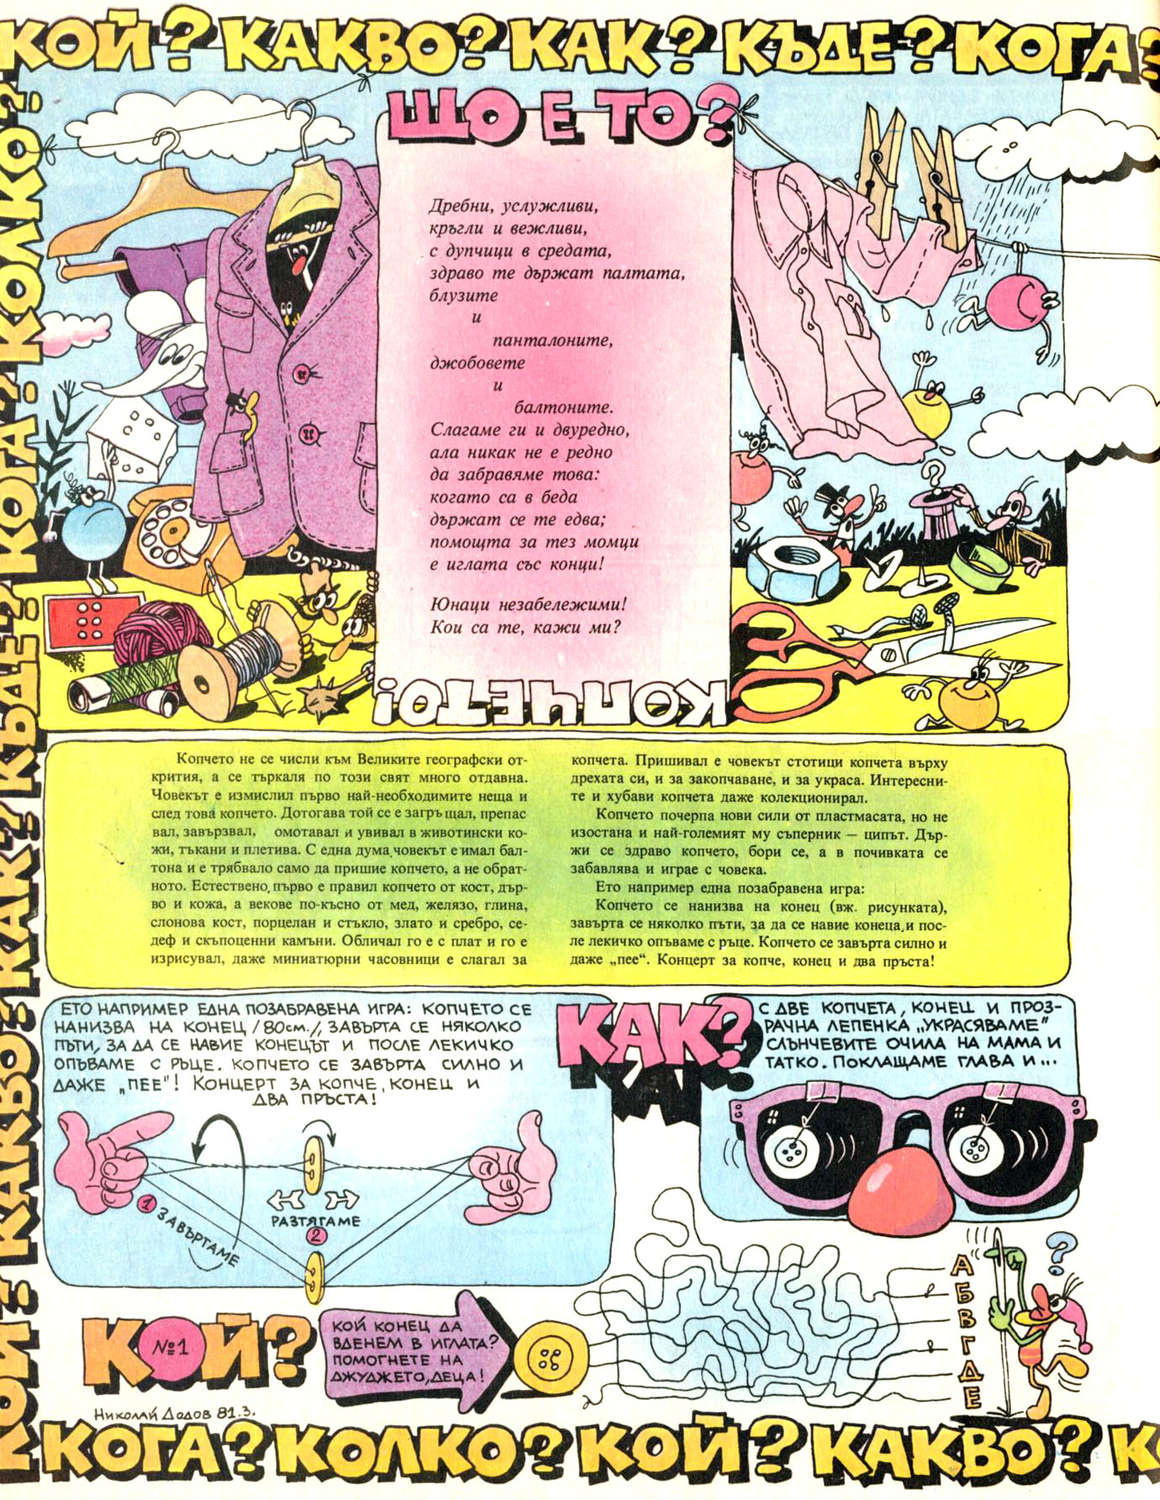 КОЙ? КАКВО? КАК? КЪДЕ? КОГА?
КОЙ? КАКВО? КАК? КЪДЕ? КОГА? КОЛКО?
ЩО Е ТО?
Дребни, услужливи,
кръгли и вежливи,
с дупчици в средата,
здраво те държат палтата,
блузите
и
панталоните,
джобовете
и
балтоните.
Слагаме ги и двуредно,
ала никак не е редно
да забравяме това:
когато са в беда
държат се те едва;
помощта за тез момци
е иглата със конци!
Юнаци незабележими!
Кои са те, кажи ми?
КОПЧЕТО!
Копчето не се числи към Великите географски от-
крития, а се търкаля по този свят много отдавна.
Човекът е измислил първо най-необходимите неща и
след това копчето. Дотогава той се е загръщал, препас
вал, завързвал, омотавал и увивал в животински ко-
жи, тъкани и плетива. С една дума човекът е имал бал-
тона и е трябвало само да пришие копчето, а не обрат-
ното. Естествено, първо е правил копчето от кост, дър-
во и кожа, а векове по-късно от мед, желязо, глина,
слонова кост, порцелан и стъкло, злато и сребро, се-
деф и скъпоценни камъни. Обличал го е с плат и го е
изрисувал, даже миниатюрни часовници е слагал за
копчета. Пришивал е човекът стотици копчета върху
дрехата си, и за закопчаване, и за украса. Интересни-
те и хубави копчета даже колекционирал.
Копчето почерпа нови сили от пластмасата, но не
изостана и най-големият му съперник — ципът. Дър-
жи се здраво копчето, бори се, а в почивката се
забавлява и играе с човека.
Ето например една позабравена игра:
Копчето се нанизва на конец (вж. рисунката),
завърта се няколко пъти, за да се навие конеца и пос-
ле лекичко опъваме с ръце. Копчето се завърта силно и
даже „пее“. Концерт за копче, конец и два пръста!
ЕТО НАПРИМЕР ЕДНА ПОЗАБРАВЕНА ИГРА: КОПЧЕТО СЕ
НАНИЗВА НА КОНЕЦ /80см./, ЗАВЪРТА СЕ НЯКОЛКО
ПЪТИ, ЗА ДА СЕ НАВИЕ КОНЕЦЪТ И ПОСЛЕ ЛЕКИЧКО
ОПЪВАМЕ С РЪЦЕ. КОПЧЕТО СЕ ЗАВЪРТА СИЛНО И
ДАЖЕ „ПЕЕ"! КОНЦЕРТ ЗА КОПЧЕ, КОНЕЦ И
ДВА ПРЪСТА!
1 ЗАВЪРТАМЕ
РАЗТЯГАМЕ
2
КАК?
С ДВЕ КОПЧЕТА, КОНЕЦ И ПРОЗ-
РАЧНА ЛЕПЕНКА „УКРАСЯВАМЕ"
СЛЪНЧЕВИТЕ ОЧИЛА НА МАМА И
ТАТКО. ПОКЛАЩАМЕ ГЛАВА И...
КОЙ?
№1
КОЙ КОНЕЦ ДА
ВДЕНЕМ В ИГЛАТА?
ПОМОГНЕТЕ НА
ДЖУДЖЕТО, ДЕЦА!
А
Б
В
Г
Д
Е
?
Николай Додов 81.3.
КОГА? КОЛКО? КОЙ? КАКВО? К